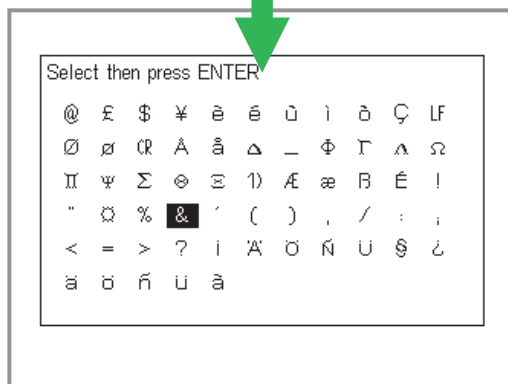 Select then press ENTER
@ £ $ ¥ è é ù ì ò Ç LF
Ø ø CR Å å Δ _ Φ Γ Λ Ω
Π Ψ Σ Θ Ξ 1) Æ æ ß É !
" ¤ % & ´ ( ) , / : ;
< = > ? i Ä Ö Ñ Ü § ¿
ä ö ñ ü à